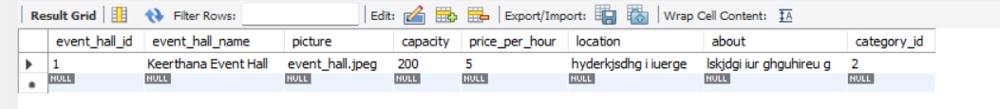 Result Grid Filter Rows: Edit: Export/Import: Wrap Cell Content:
event_hall_id event_hall_name picture capacity price_per_hour location about category_id
1 Keerthana Event Hall event_hall.jpeg 200 5 hyderkjsdhg i iuerge lskjdgi iur ghguhireu g 2
NULL NULL NULL NULL NULL NULL NULL NULL